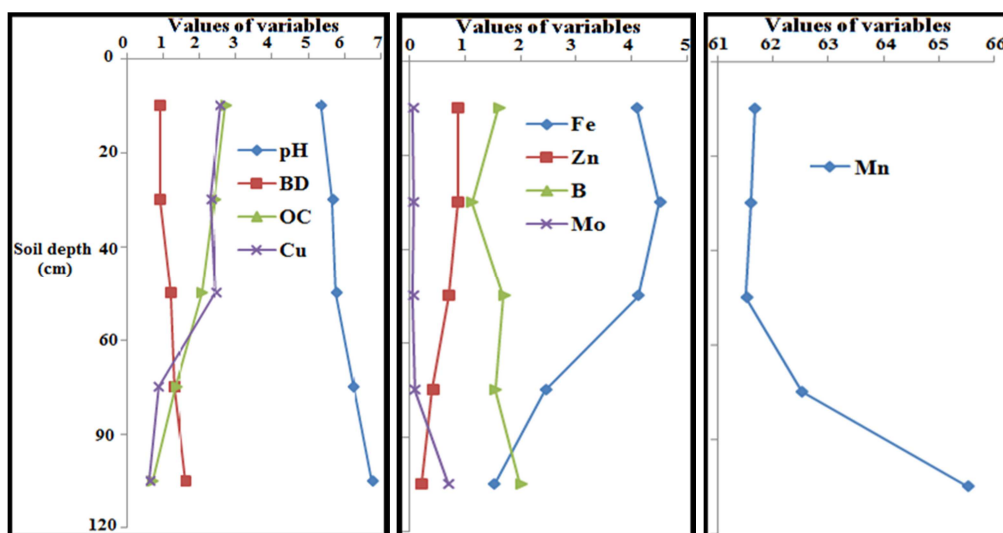 Values of variables
0 1 2 3 4 5 6 7
0
20
40
60
90
120
Soil depth
(cm)
pH
BD
OC
Cu
Values of variables
0 1 2 3 4 5
Fe
Zn
B
Mo
Values of variables
61 62 63 64 65 66
Mn